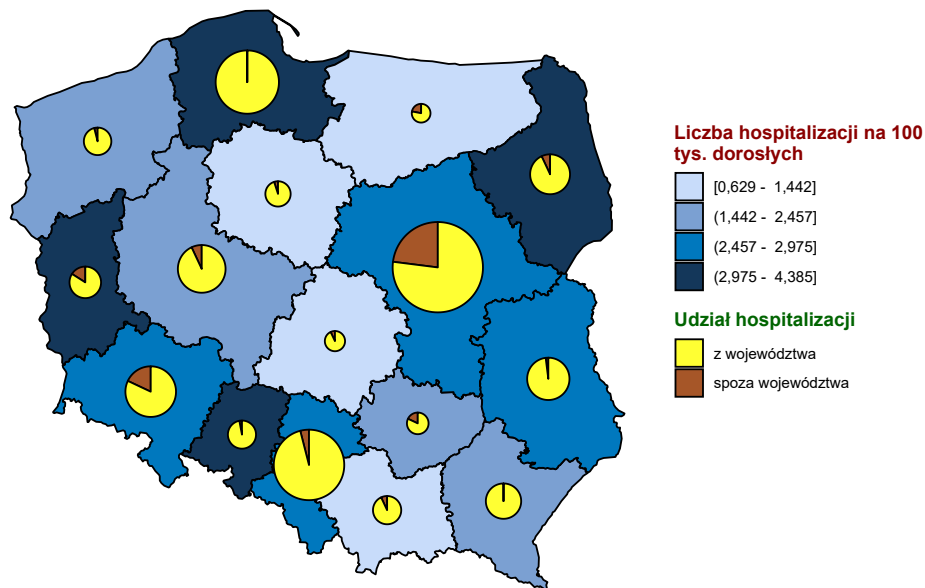 Liczba hospitalizacji na 100
tys. dorosłych
[0,629 - 1,442]
(1,442 - 2,457]
(2,457 - 2,975]
(2,975 - 4,385]
Udział hospitalizacji
z województwa
spoza województwa